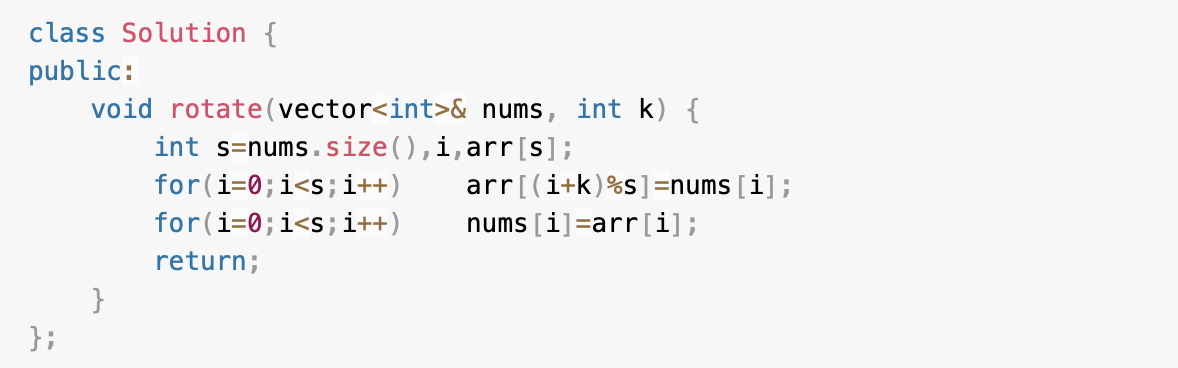 class Solution {
public:
    void rotate(vector<int>& nums, int k) {
        int s=nums.size(),i,arr[s];
        for(i=0;i<s;i++)    arr[(i+k)%s]=nums[i];
        for(i=0;i<s;i++)    nums[i]=arr[i];
        return;
    }
};